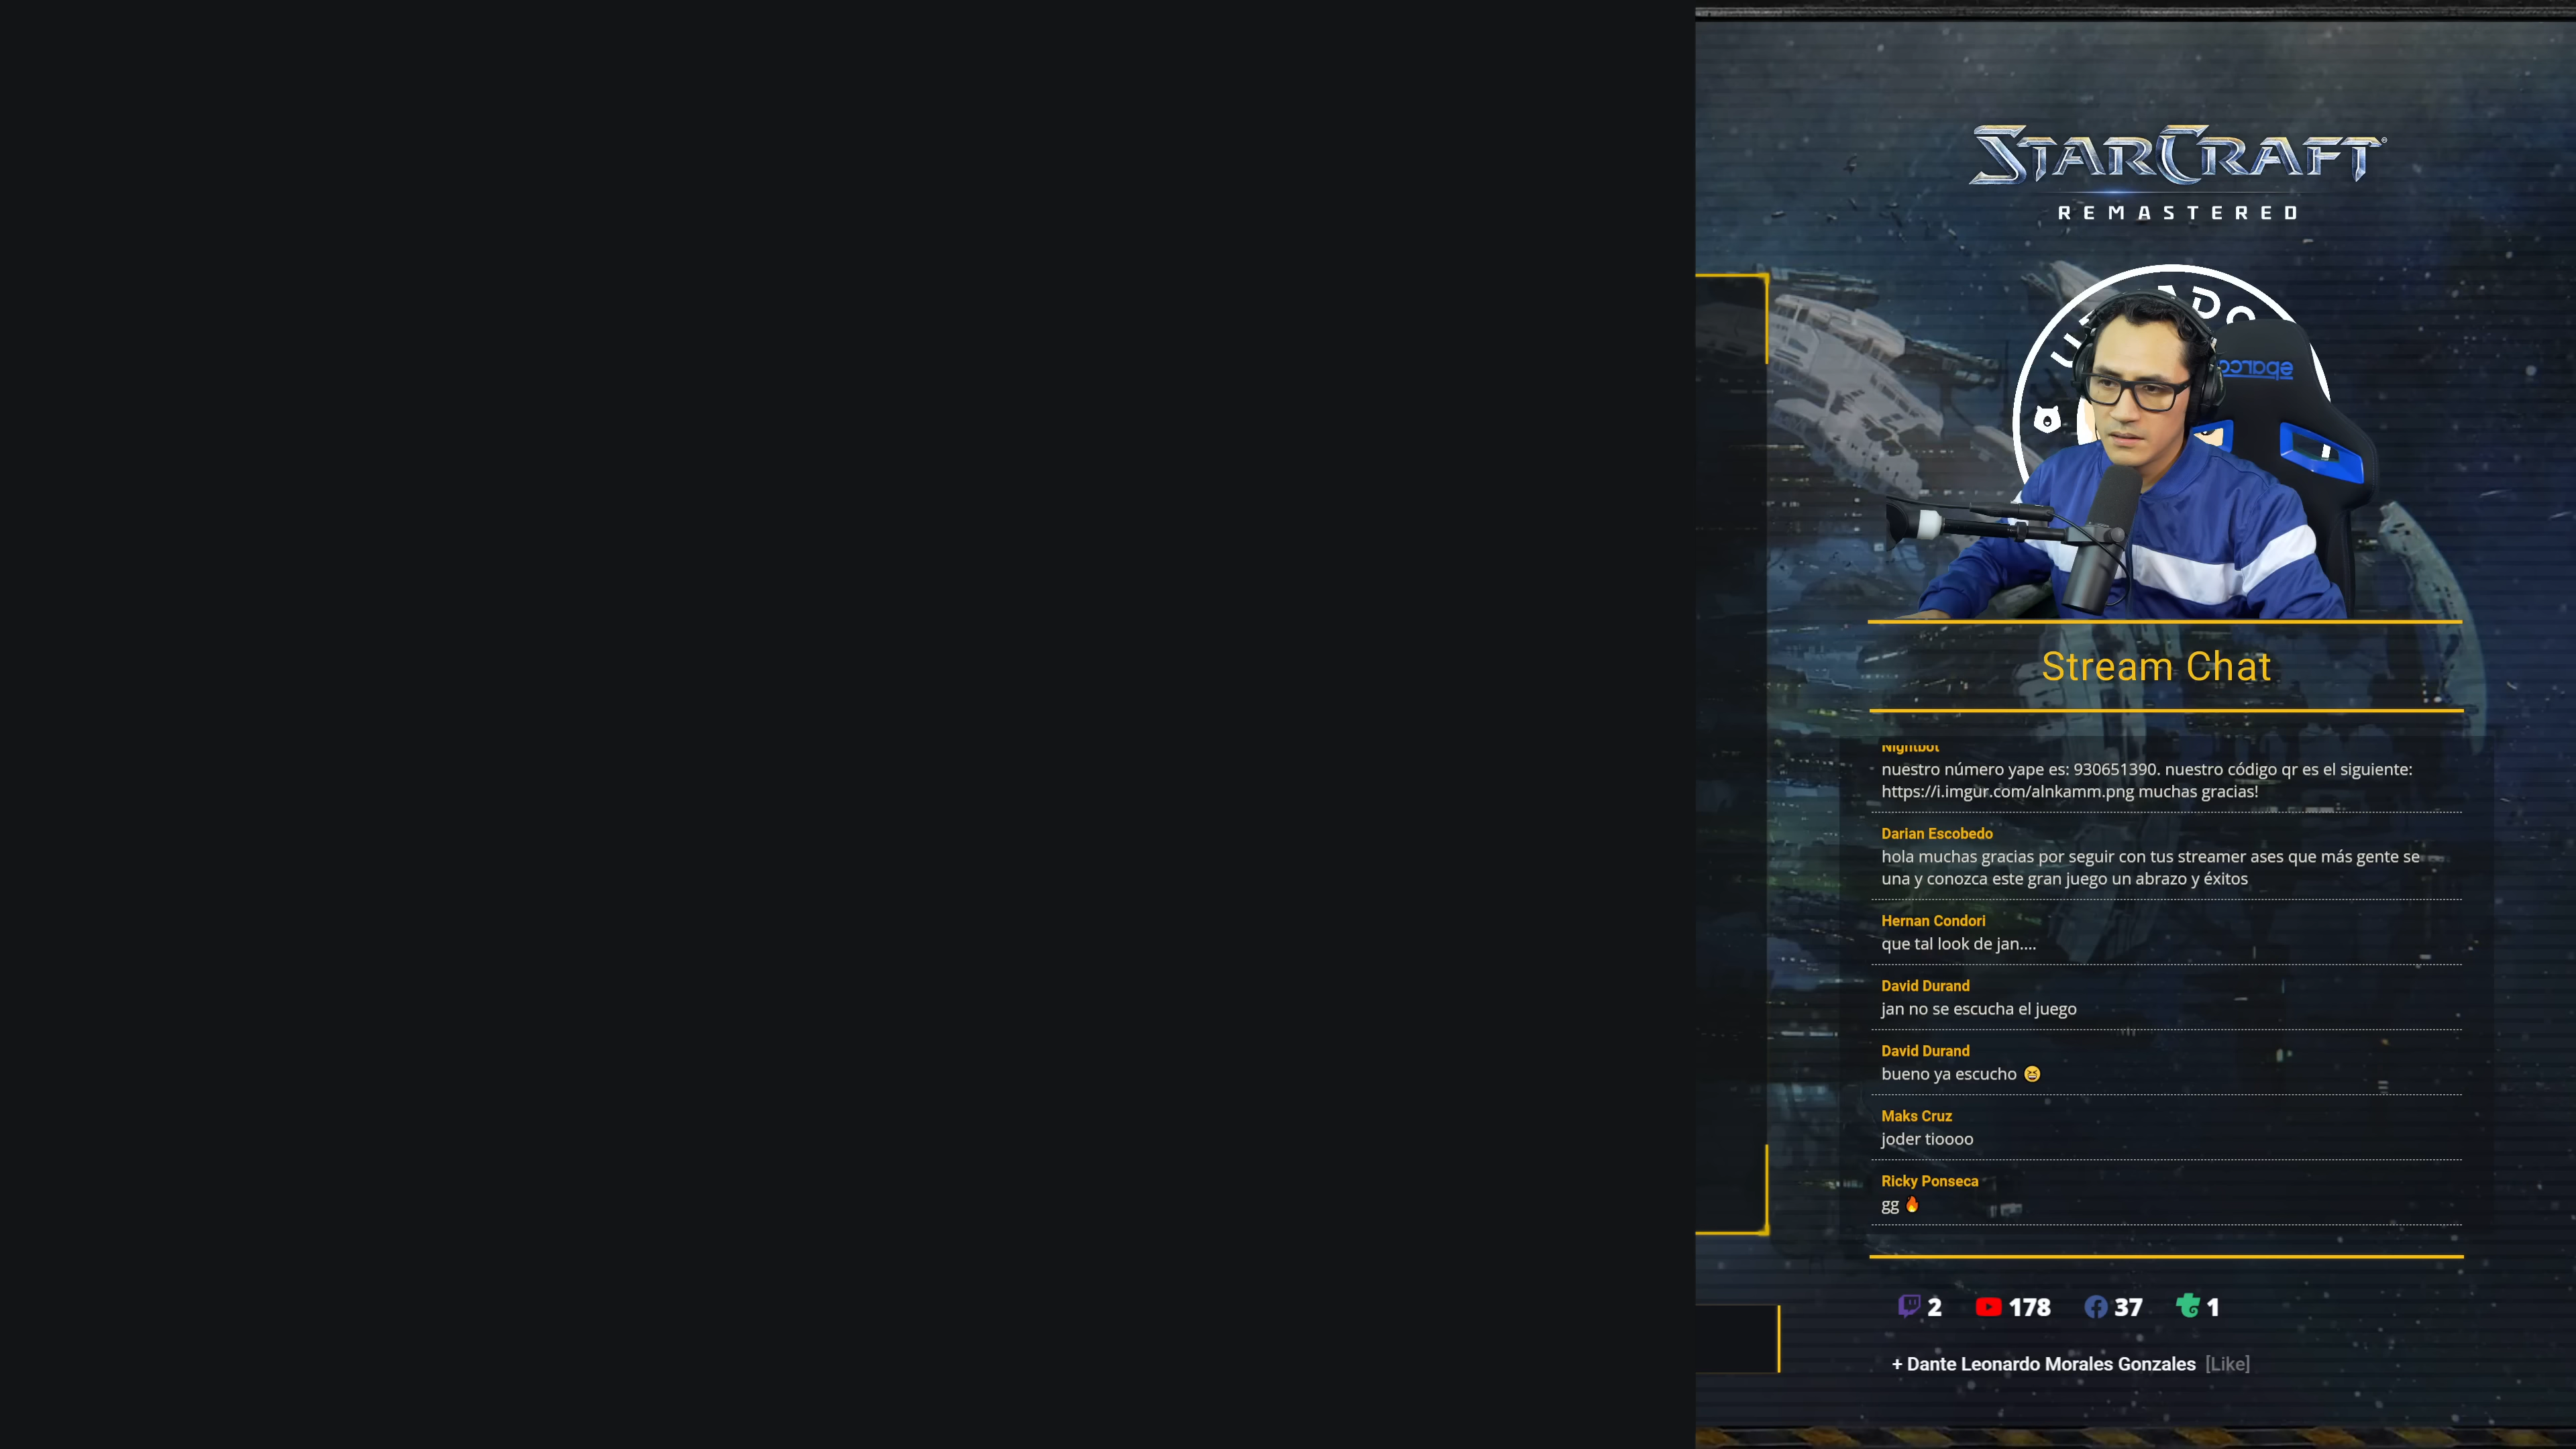 STARCRAFT
REMASTERED
ADO
sparco
Stream Chat
Nightbot
nuestro número yape es: 930651390. nuestro código qr es el siguiente:
https://i.imgur.com/alnkamm.png muchas gracias!
Darian Escobedo
hola muchas gracias por seguir con tus streamer ases que más gente se
una y conozca este gran juego un abrazo y éxitos
Hernan Condori
que tal look de jan....
David Durand
jan no se escucha el juego
David Durand
bueno ya escucho 😆
Maks Cruz
joder tioooo
Ricky Ponseca
gg 🔥
2 178 37 1
+ Dante Leonardo Morales Gonzales [Like]